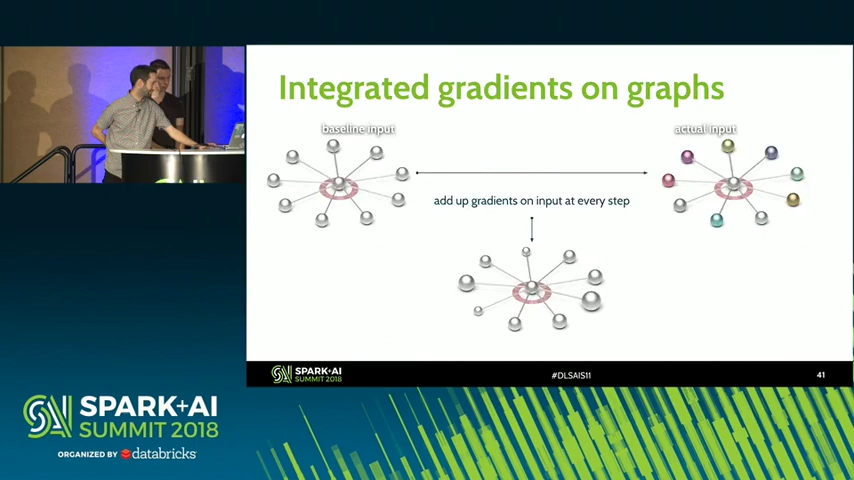 Integrated gradients on graphs
baseline input
actual input
add up gradients on input at every step
SPARK+AI
SUMMIT 2018
#DLSAIS11
41
SPARK+AI
SUMMIT 2018
ORGANIZED BY databricks